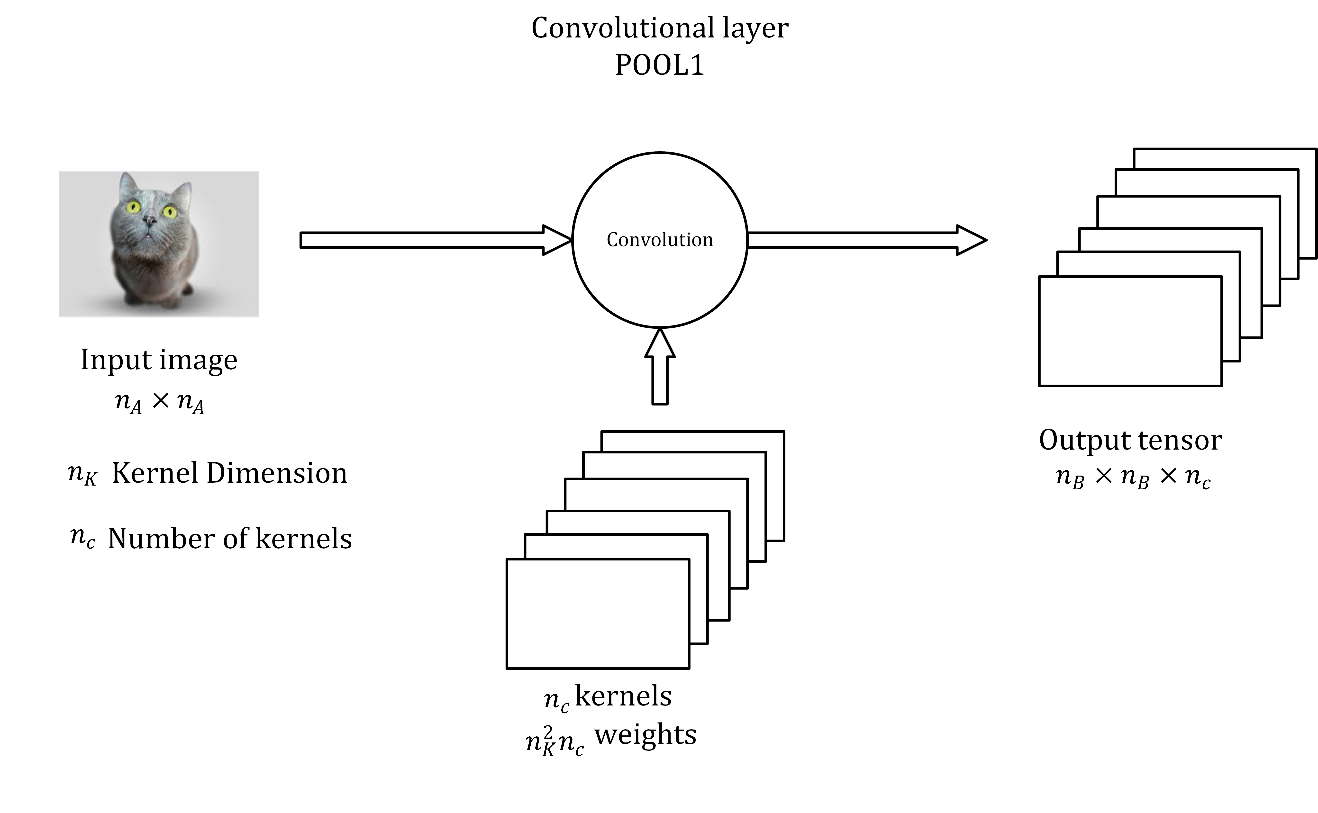 Convolutional layer
POOL1
Convolution
Input image
n_A × n_A
n_K Kernel Dimension
n_c Number of kernels
n_c kernels
n_K^2 n_c weights
Output tensor
n_B × n_B × n_c